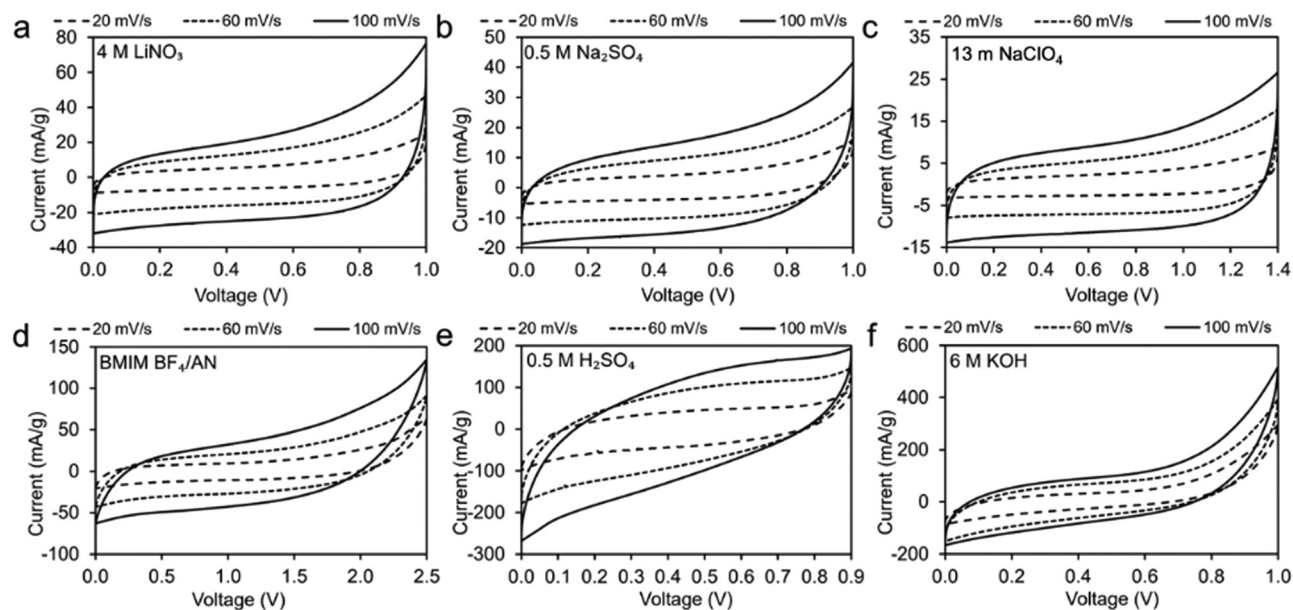 20 mV/s 60 mV/s 100 mV/s
a
4 M LiNO₃
80
60
40
20
0
-20
-40
Current (mA/g)
0.0 0.2 0.4 0.6 0.8 1.0
Voltage (V)
20 mV/s 60 mV/s 100 mV/s
b
0.5 M Na₂SO₄
50
40
30
20
10
0
-10
-20
Current (mA/g)
0.0 0.2 0.4 0.6 0.8 1.0
Voltage (V)
20 mV/s 60 mV/s 100 mV/s
c
13 m NaClO₄
35
25
15
5
-5
-15
Current (mA/g)
0.0 0.2 0.4 0.6 0.8 1.0 1.2 1.4
Voltage (V)
20 mV/s 60 mV/s 100 mV/s
d
BMIM BF₄/AN
150
100
50
0
-50
-100
Current (mA/g)
0.0 0.5 1.0 1.5 2.0 2.5
Voltage (V)
20 mV/s 60 mV/s 100 mV/s
e
0.5 M H₂SO₄
200
100
0
-100
-200
-300
Current (mA/g)
0.0 0.1 0.2 0.3 0.4 0.5 0.6 0.7 0.8 0.9
Voltage (V)
20 mV/s 60 mV/s 100 mV/s
f
6 M KOH
600
400
200
0
-200
Current (mA/g)
0.0 0.2 0.4 0.6 0.8 1.0
Voltage (V)